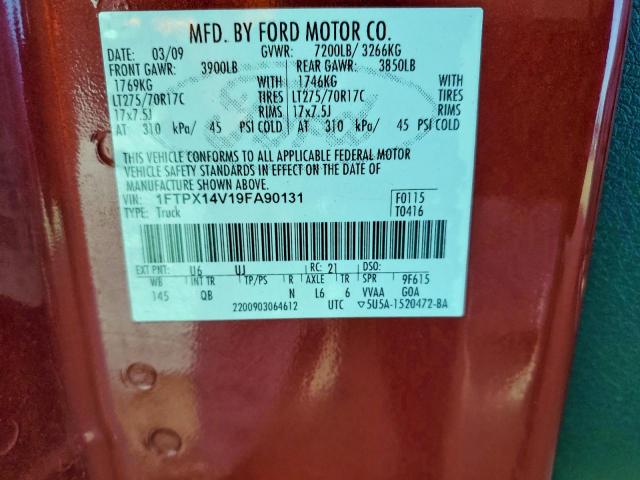 MFD. BY FORD MOTOR CO.
DATE: 03/09 GVWR: 7200LB/ 3266KG
FRONT GAWR: 3900LB REAR GAWR: 3850LB
1769KG WITH 1746KG WITH
LT275/70R17C TIRES LT275/70R17C TIRES
17x7.5J RIMS 17x7.5J RIMS
AT 310 kPa/ 45 PSI COLD AT 310 kPa/ 45 PSI COLD
THIS VEHICLE CONFORMS TO ALL APPLICABLE FEDERAL MOTOR
VEHICLE SAFETY STANDARDS IN EFFECT ON THE DATE OF
MANUFACTURE SHOWN ABOVE.
VIN: 1FTPX14V19FA90131 F0115
TYPE: Truck T0416
EXT PNT: U6 UJ RC: 21 DSO:
WB INT TR TP/PS R AXLE TR SPR 9F615
145 QB N L6 6 VVAA GOA
2200903064612 UTC ▽5U5A-1520472-BA
Ford